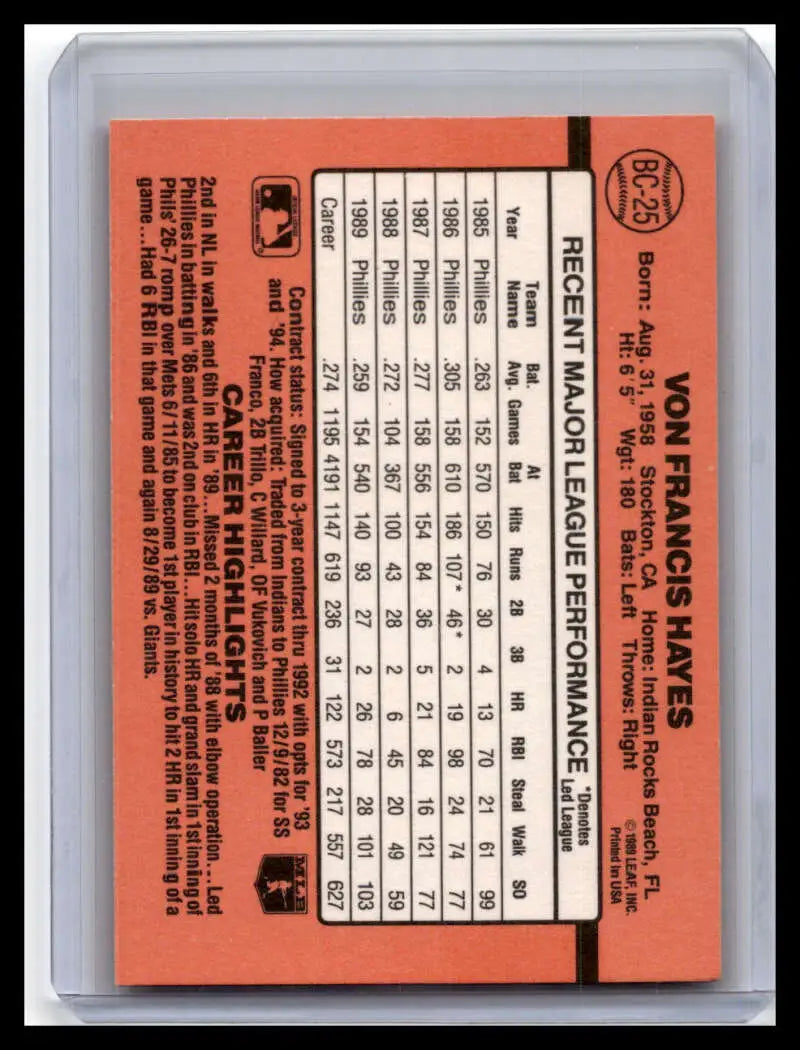 BC-25
VON FRANCIS HAYES
Born: Aug. 31, 1958 Stockton, CA Home: Indian Rocks Beach, FL
Ht: 6'5" Wgt: 180 Bats: Left Throws: Right
© 1989 LEAF, INC.
Printed in USA
RECENT MAJOR LEAGUE PERFORMANCE *Denotes Led League
Year Team Name Bat. Avg. Games At Bat Hits Runs 2B 3B HR RBI Steal Walk SO
1985 Phillies .263 152 570 150 76 30 4 13 70 21 61 99
1986 Phillies .305 158 610 186 107* 46* 2 19 98 24 74 77
1987 Phillies .277 158 556 154 84 36 5 21 84 16 121 77
1988 Phillies .272 104 367 100 43 28 2 6 45 20 49 59
1989 Phillies .259 154 540 140 93 27 2 26 78 28 101 103
Career .274 1195 4191 1147 619 236 31 122 573 217 557 627
Contract status: Signed to 3-year contract thru 1992 with opts for '93
and '94. How acquired: Traded from Indians to Phillies 12/9/82 for SS
Franco, 2B Trillo, C Willard, OF Vukovich and P Baller
MLB
CAREER HIGHLIGHTS
2nd in NL in walks and 6th in HR in '89...Missed 2 months of '88 with elbow operation...Led
Phillies in batting in '86 and was 2nd on club in RBI...Hit solo HR and grand slam in 1st inning of
Phils' 26-7 romp over Mets 6/11/85 to become 1st player in history to hit 2 HR in 1st inning of a
game...Had 6 RBI in that game and again 8/29/89 vs. Giants.